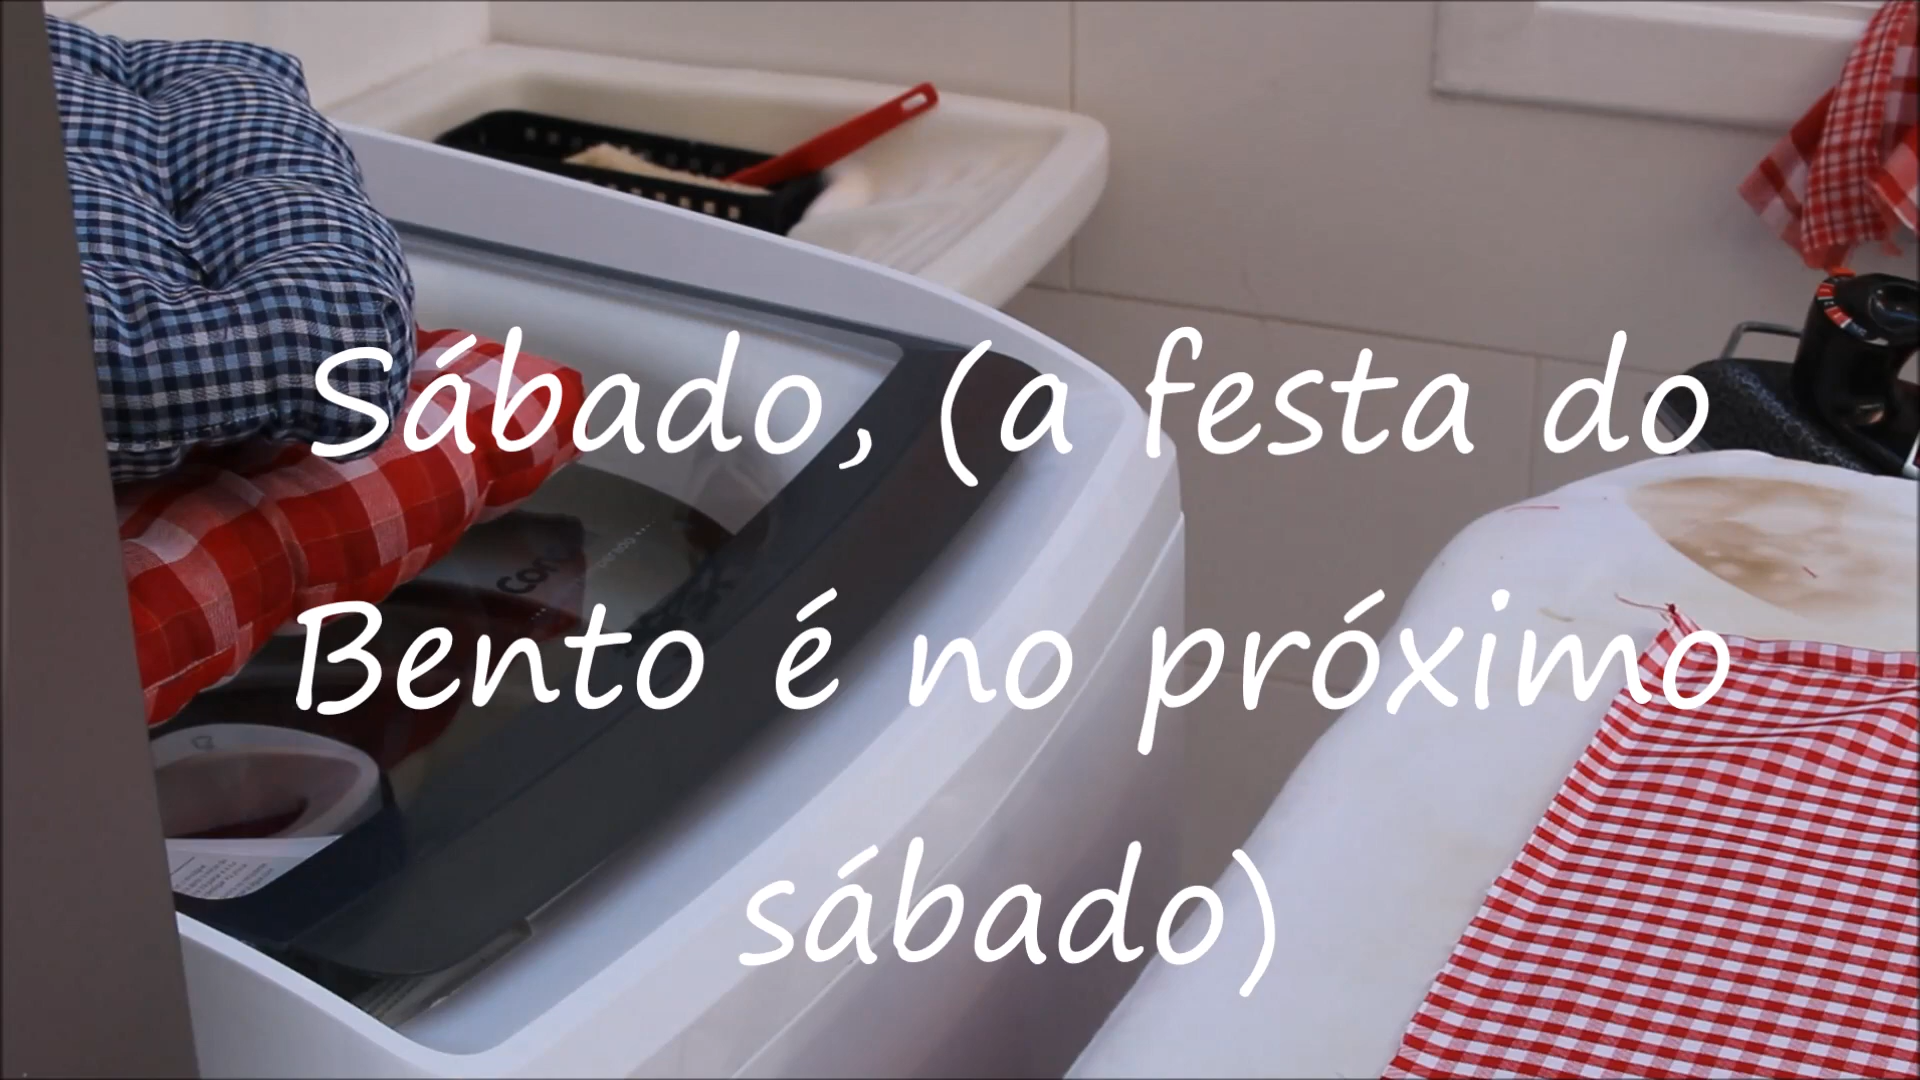 Sábado, (a festa do
Bento é no próximo
sábado)